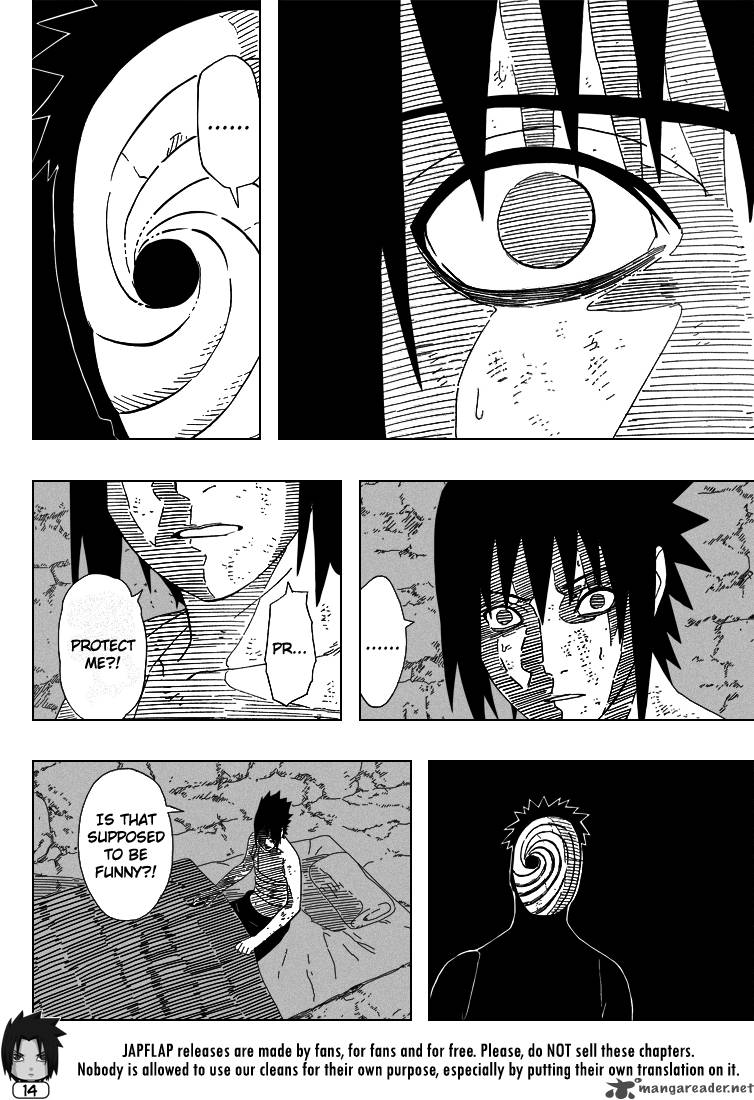 ......
......
PR...
PROTECT
ME?!
IS THAT
SUPPOSED
TO BE
FUNNY?!
JAPFLAP releases are made by fans, for fans and for free. Please, do NOT sell these chapters.
Nobody is allowed to use our cleans for their own purpose, especially by putting their own translation on it.
14
mangareader.net